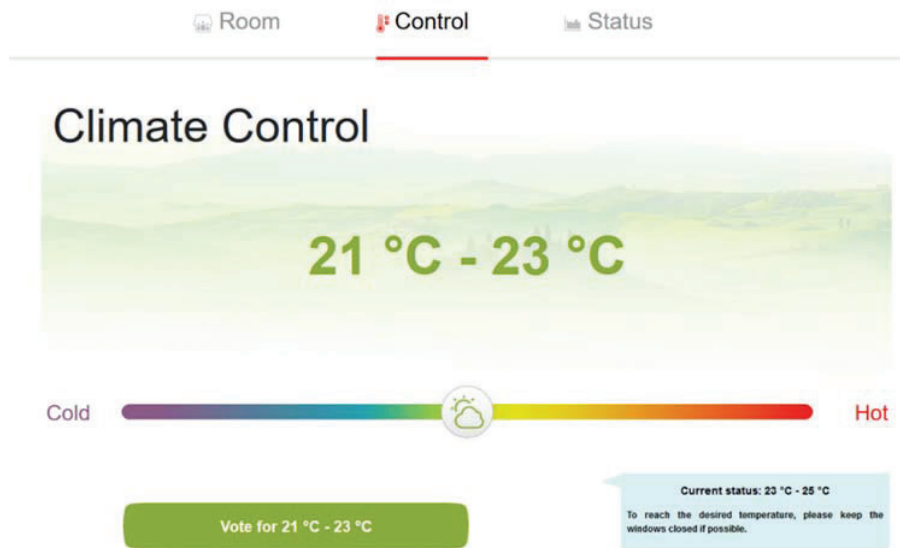 Room Control Status
Climate Control
21 °C - 23 °C
Cold Hot
Current status: 23 °C - 25 °C
To reach the desired temperature, please keep the
windows closed if possible.
Vote for 21 °C - 23 °C